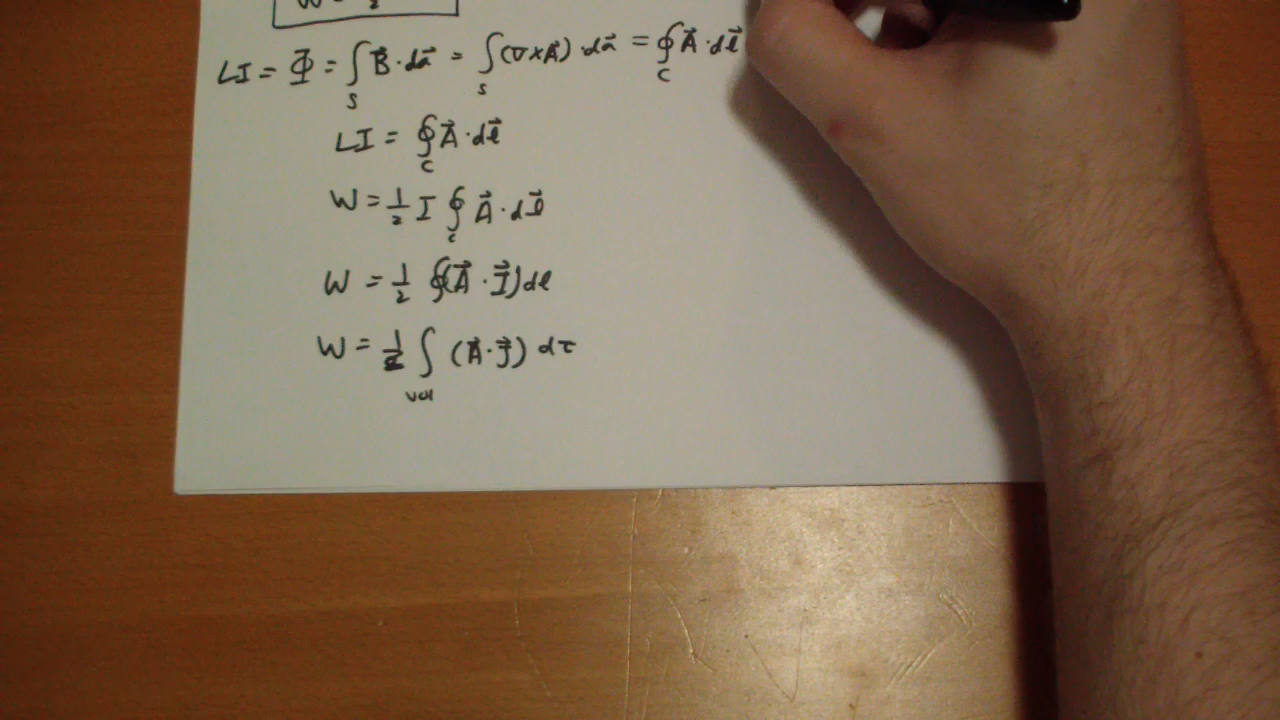 LI = Φ = ∫_S B⃗ · da⃗ = ∫_S (∇ × A⃗) · da⃗ = ∮_C A⃗ · dl⃗
LI = ∮_C A⃗ · dl⃗
W = 1/2 I ∮_C A⃗ · dl⃗
W = 1/2 ∮ (A⃗ · I⃗) dl
W = 1/2 ∫_vol (A⃗ · J⃗) dτ